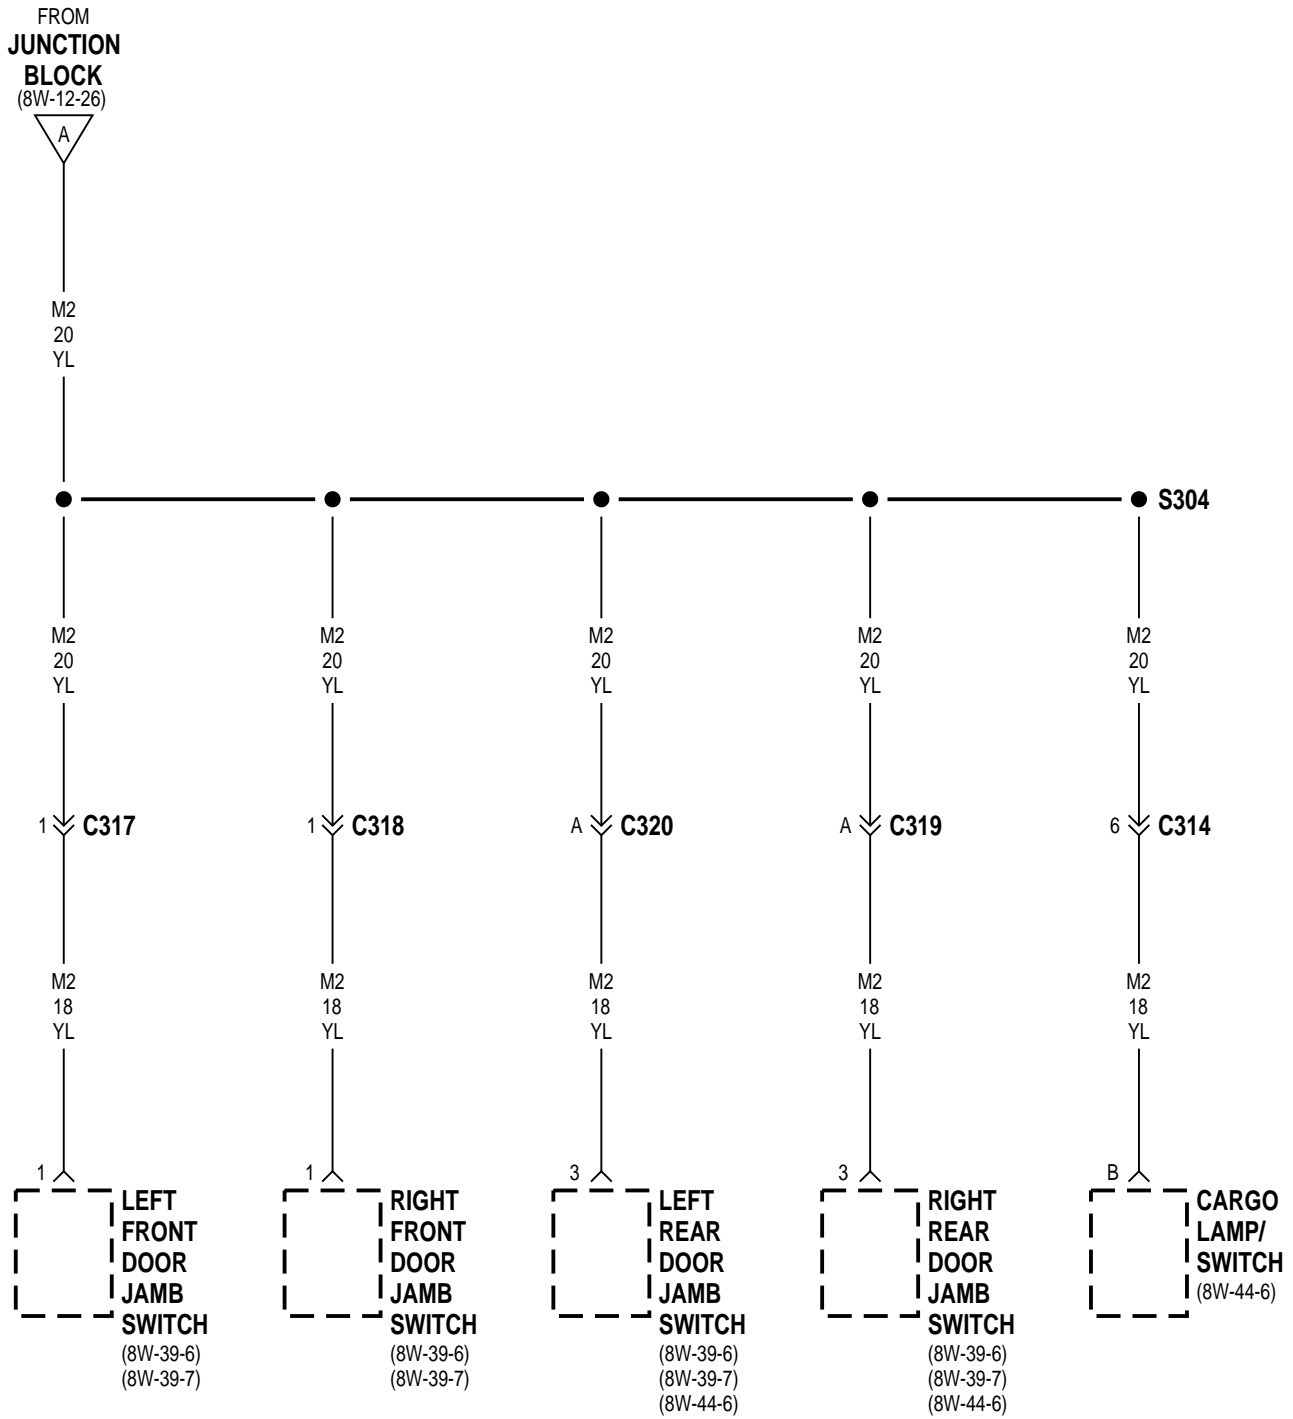 FROM
JUNCTION
BLOCK
(8W-12-26)
A
M2
20
YL
S304
M2
20
YL
M2
20
YL
M2
20
YL
M2
20
YL
M2
20
YL
1 C317
1 C318
A C320
A C319
6 C314
M2
18
YL
M2
18
YL
M2
18
YL
M2
18
YL
M2
18
YL
1
LEFT
FRONT
DOOR
JAMB
SWITCH
(8W-39-6)
(8W-39-7)
1
RIGHT
FRONT
DOOR
JAMB
SWITCH
(8W-39-6)
(8W-39-7)
3
LEFT
REAR
DOOR
JAMB
SWITCH
(8W-39-6)
(8W-39-7)
(8W-44-6)
3
RIGHT
REAR
DOOR
JAMB
SWITCH
(8W-39-6)
(8W-39-7)
(8W-44-6)
B
CARGO
LAMP/
SWITCH
(8W-44-6)